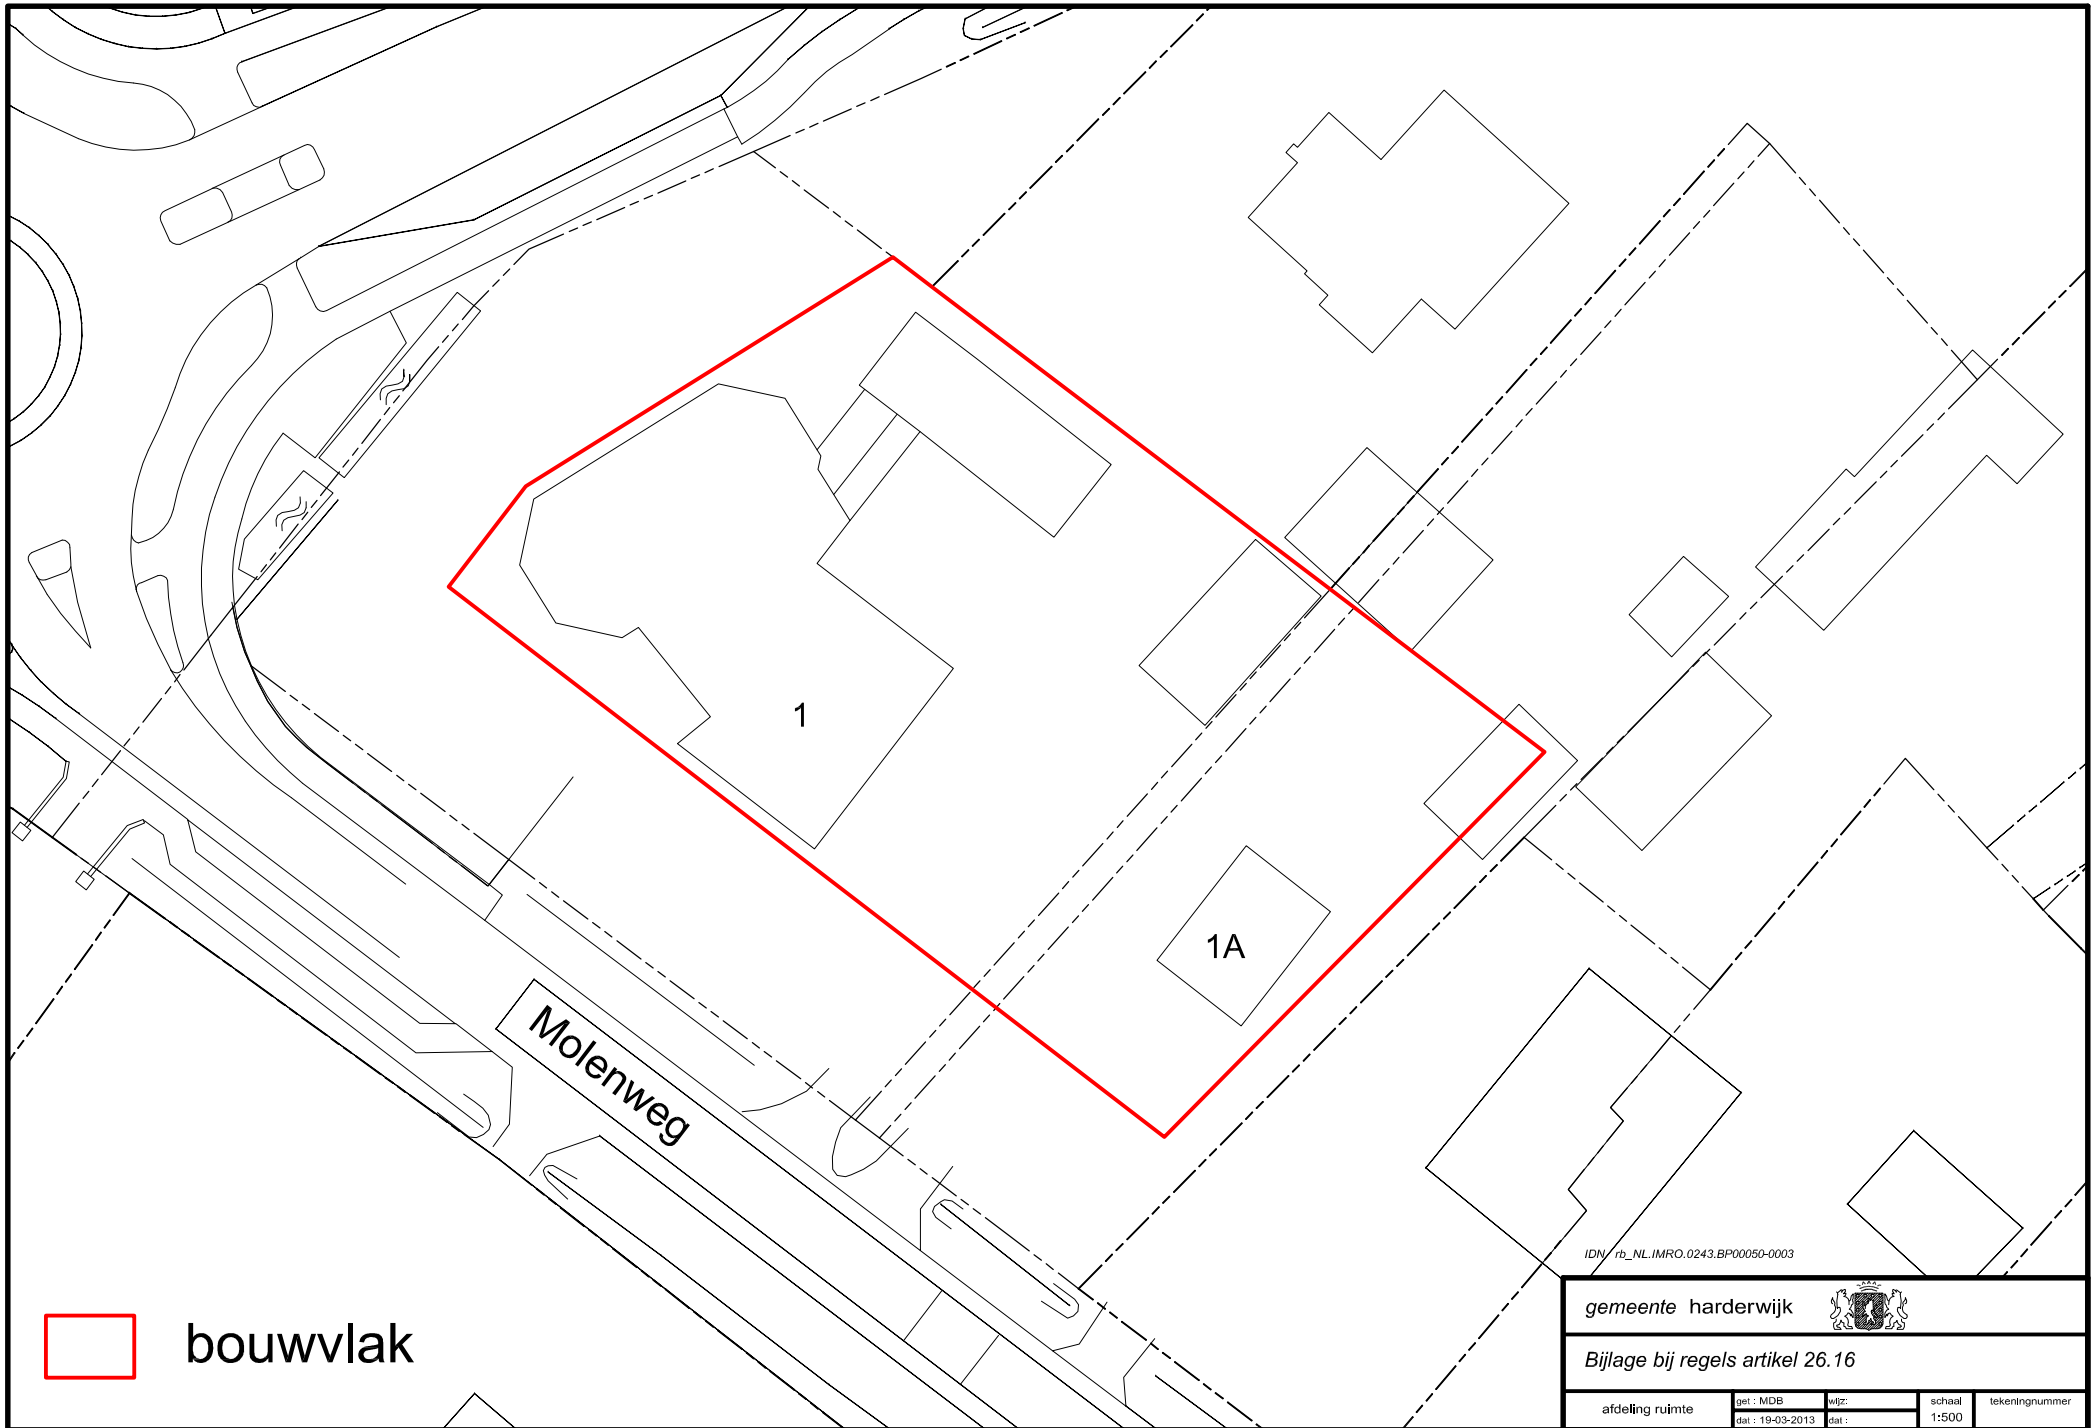 1
1A
Molenweg
IDN rb_NL.IMRO.0243.BP00050-0003
bouwvlak
gemeente harderwijk
Bijlage bij regels artikel 26.16
afdeling ruimte
get : MDB
wijz:
schaal
tekeningnummer
dat : 19-03-2013
dat :
1:500